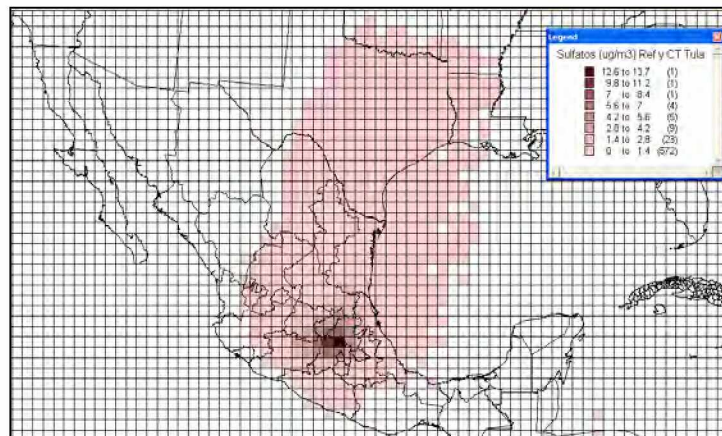 Legend
Sulfatos (ug/m3) Ref y CT Tula
12.6 to 13.7 (1)
9.8 to 11.2 (1)
7 to 8.4 (1)
5.6 to 7 (4)
4.2 to 5.6 (5)
2.8 to 4.2 (9)
1.4 to 2.8 (23)
0 to 1.4 (572)